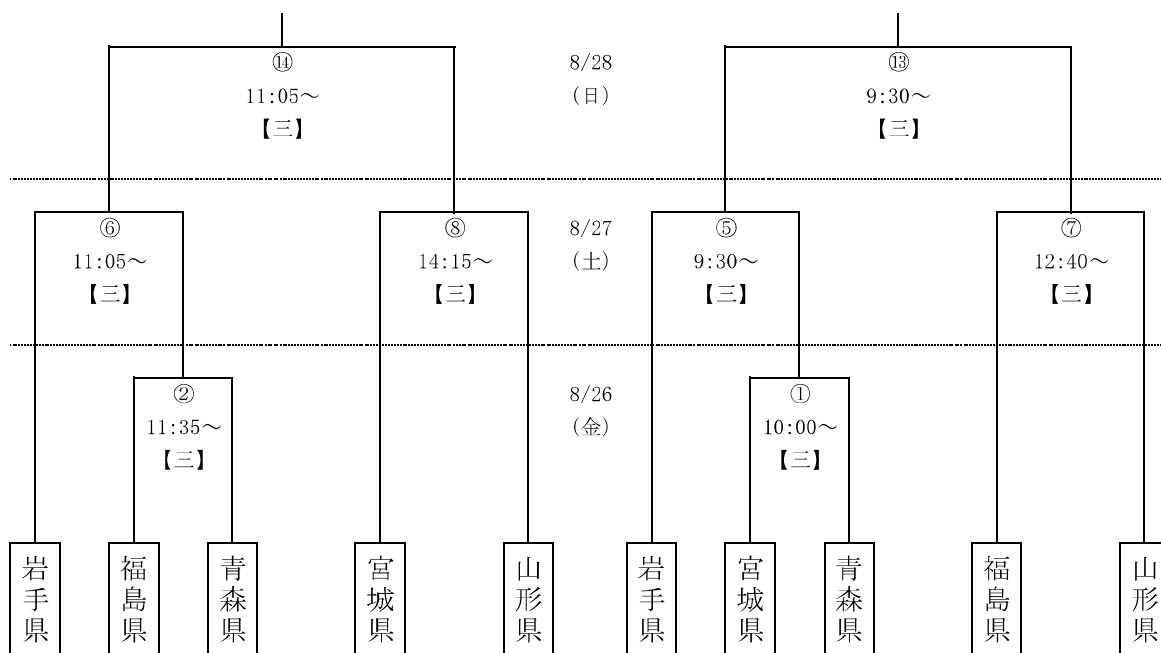 ⑭
8/28
⑬
11:05～
(日)
9:30～
【三】
【三】
⑥
⑧
8/27
⑤
⑦
11:05～
14:15～
(土)
9:30～
12:40～
【三】
【三】
【三】
【三】
②
8/26
①
11:35～
(金)
10:00～
【三】
【三】
岩手県
福島県
青森県
宮城県
山形県
岩手県
宮城県
青森県
福島県
山形県